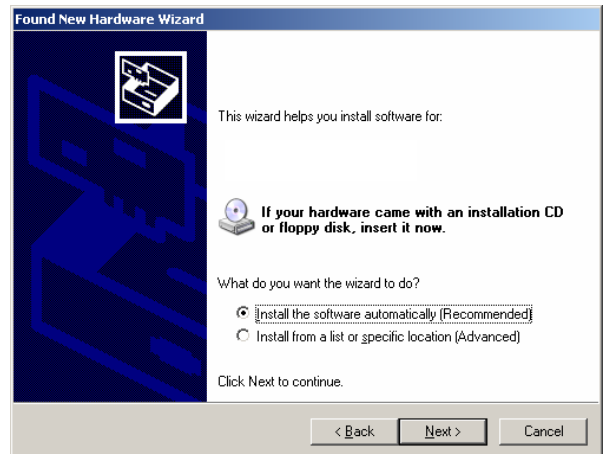 Found New Hardware Wizard
This wizard helps you install software for:
If your hardware came with an installation CD
or floppy disk, insert it now.
What do you want the wizard to do?
Install the software automatically (Recommended)
Install from a list or specific location (Advanced)
Click Next to continue.
< Back Next > Cancel